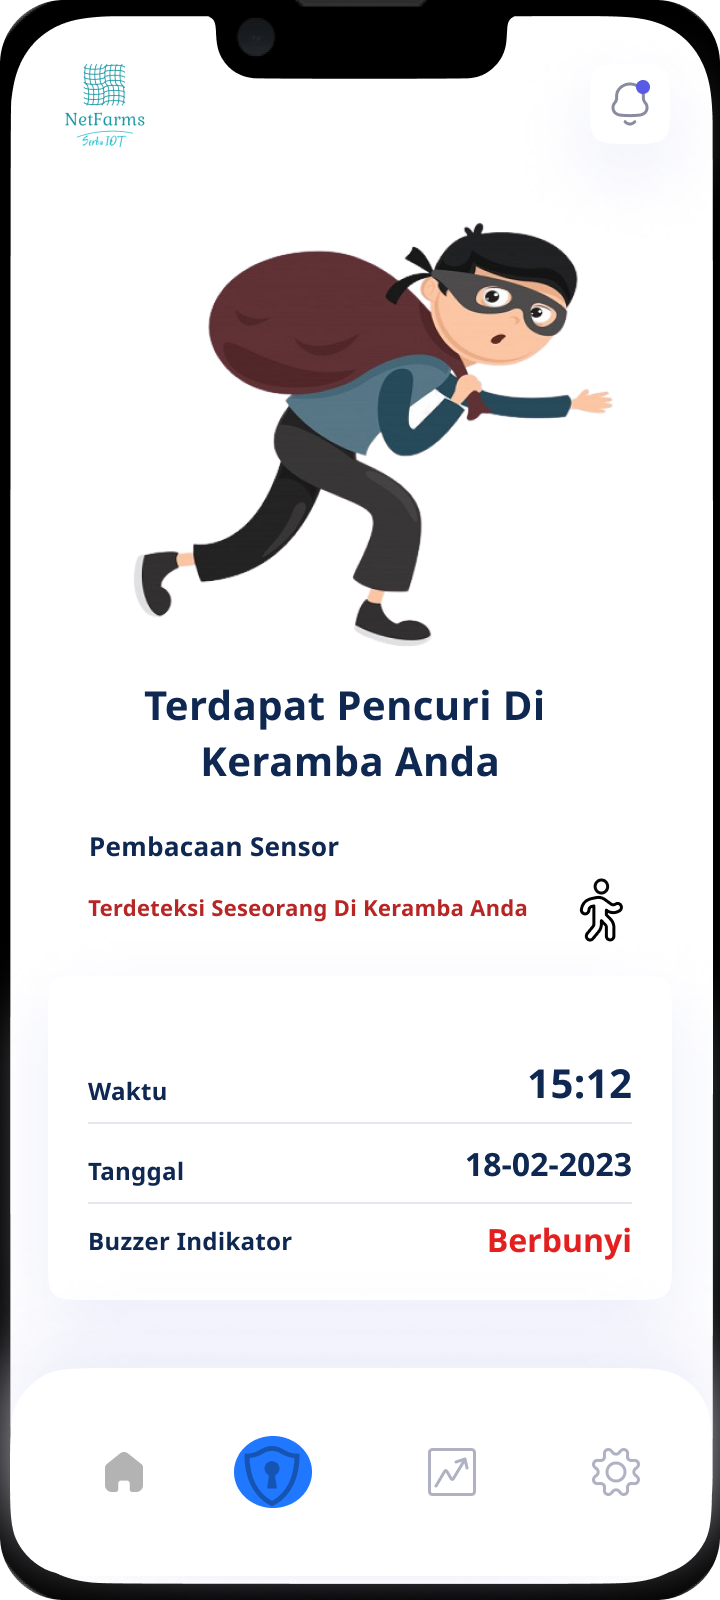 NetFarms
Serba IOT
Terdapat Pencuri Di
Keramba Anda
Pembacaan Sensor
Terdeteksi Seseorang Di Keramba Anda
Waktu 15:12
Tanggal 18-02-2023
Buzzer Indikator Berbunyi